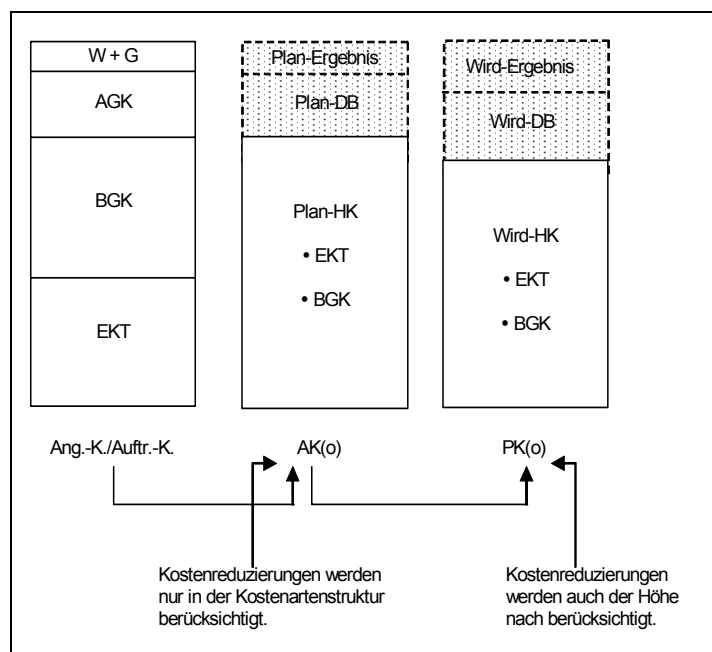 W + G
AGK
BGK
EKT
Plan-Ergebnis
Plan-DB
Plan-HK
• EKT
• BGK
Wird-Ergebnis
Wird-DB
Wird-HK
• EKT
• BGK
Ang.-K./Auftr.-K.
AK(o)
PK(o)
Kostenreduzierungen werden
nur in der Kostenartenstruktur
berücksichtigt.
Kostenreduzierungen
werden auch der Höhe
nach berücksichtigt.